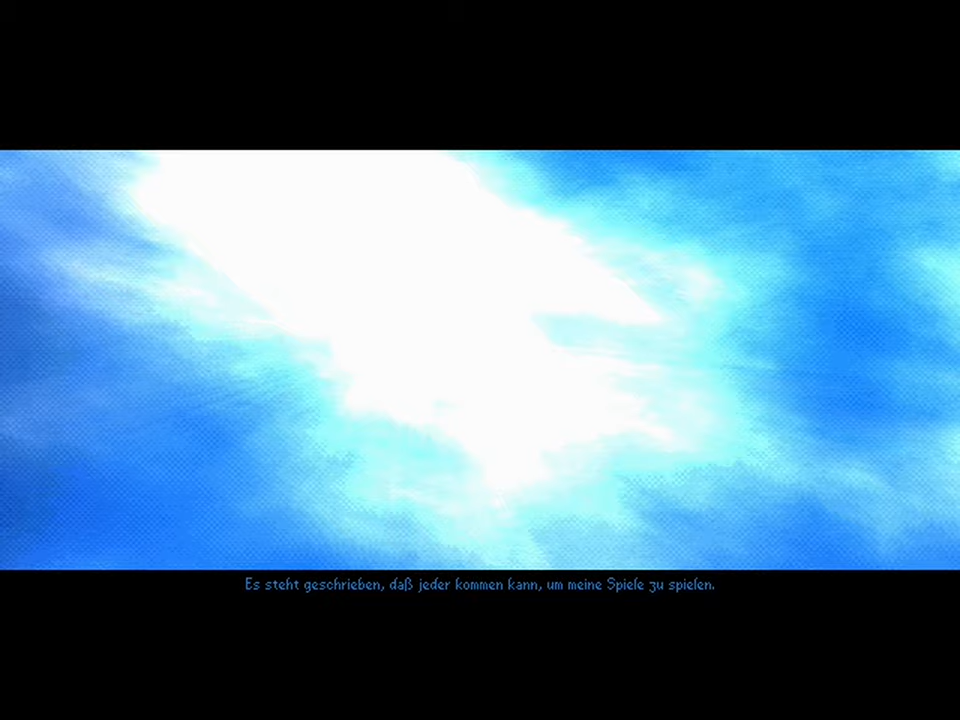 Es steht geschrieben, daß jeder kommen kann, um meine Spiele zu spielen.